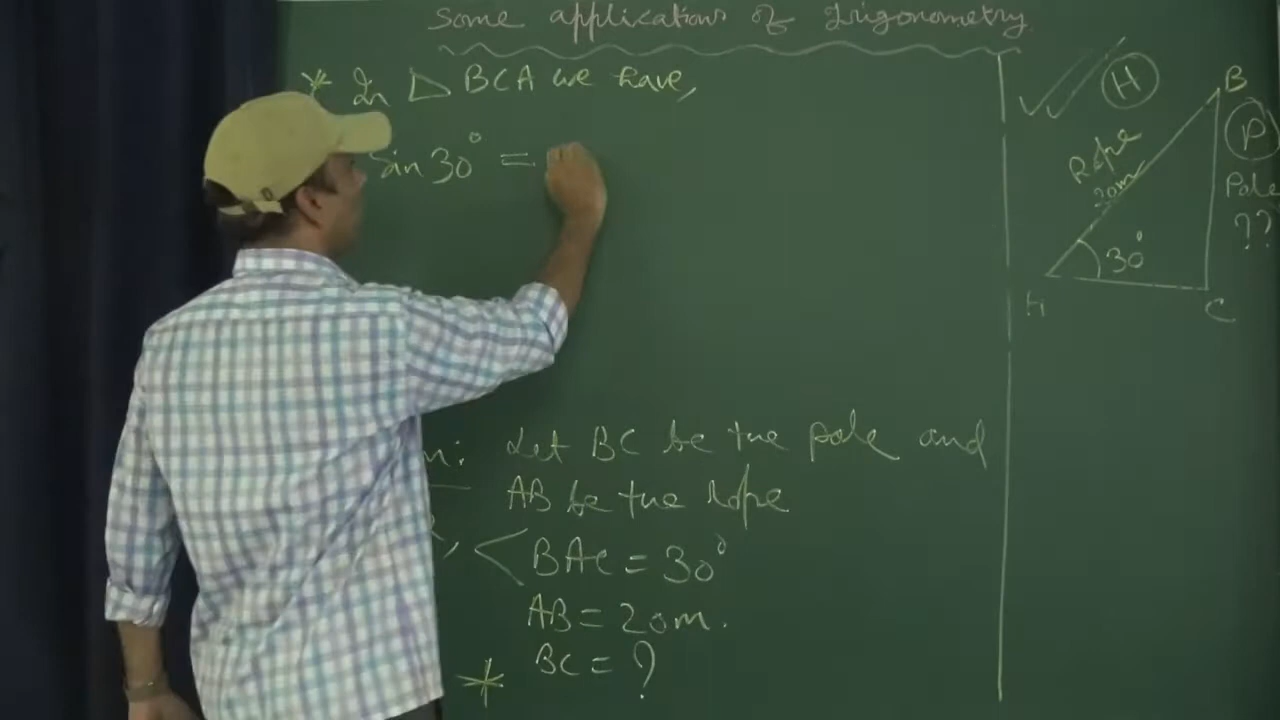 Some applications of trigonometry
* In △ BCA we have,
Sin 30° =
Let BC be the pole and
AB be the rope
< BAC = 30°
AB = 20m.
* BC = ?
H
B
Rope
20m
P
Pole
??
30°
C